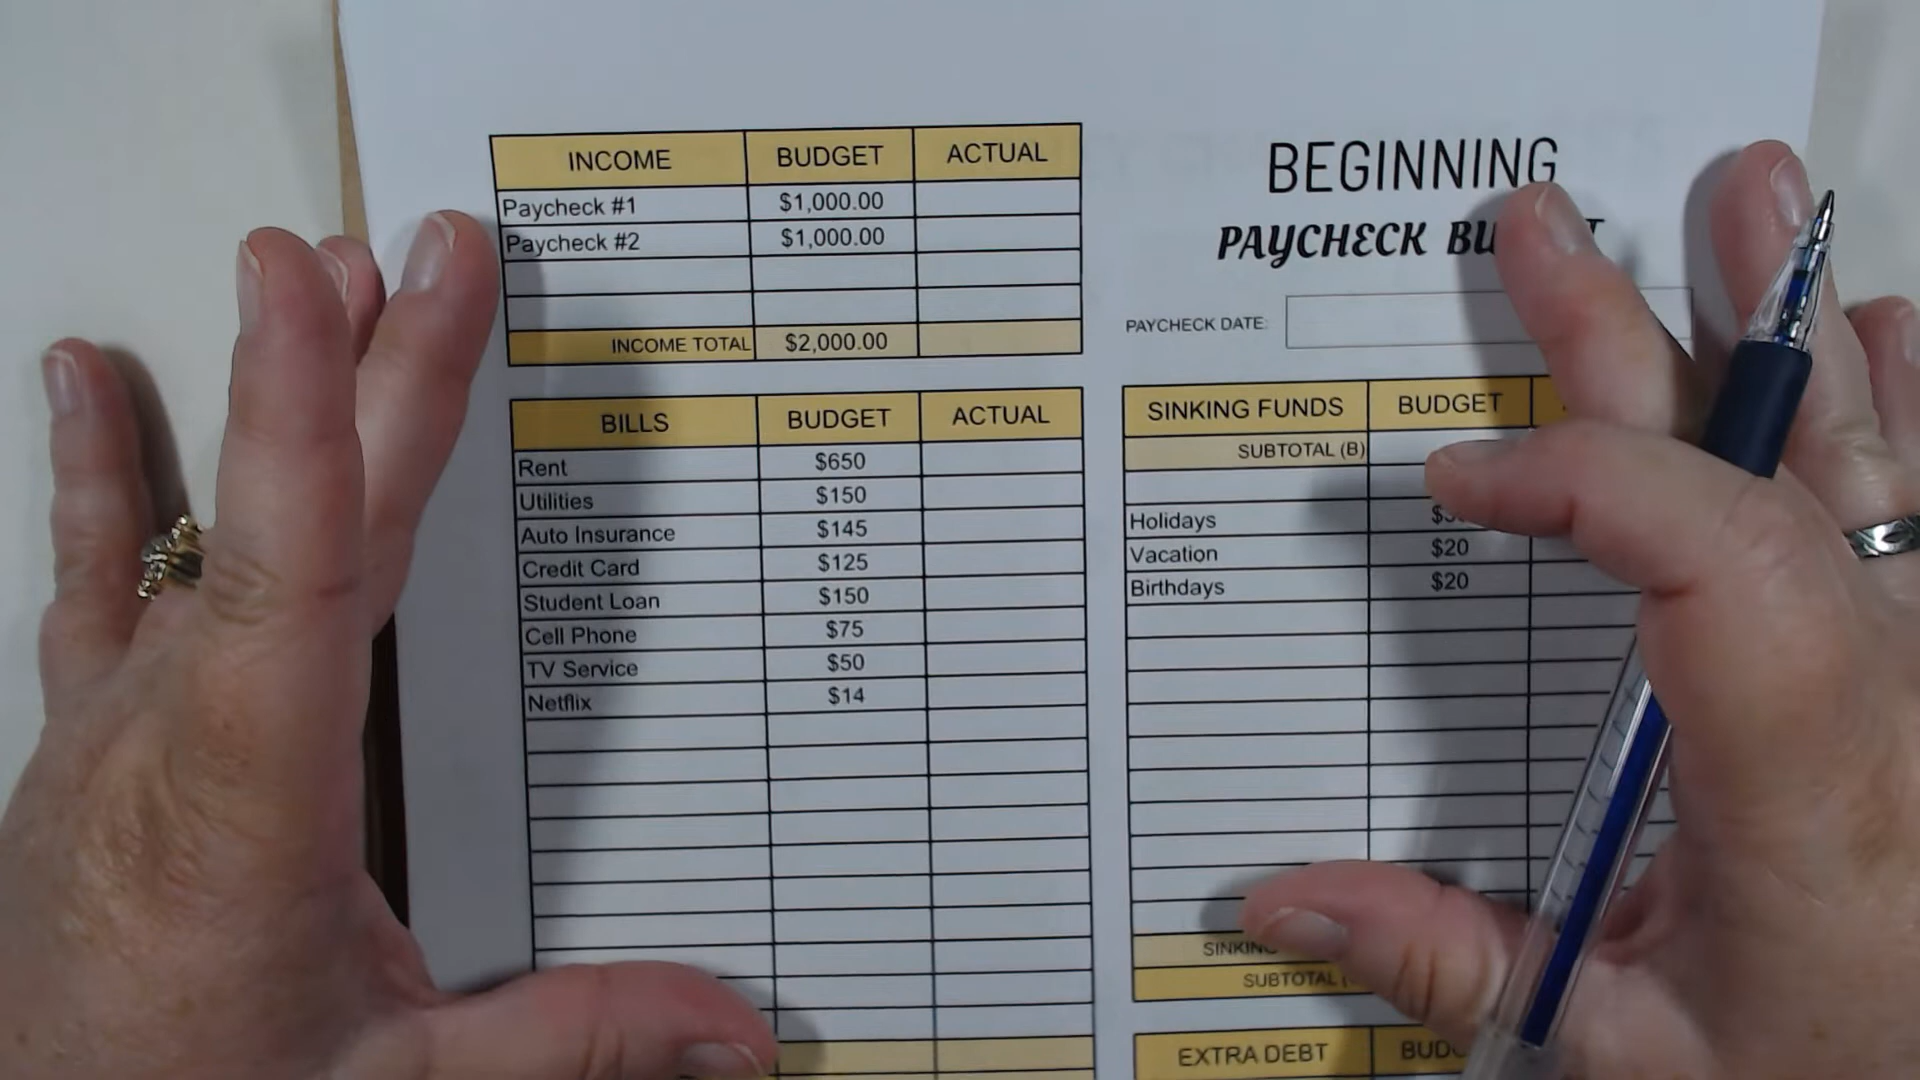 INCOME BUDGET ACTUAL
Paycheck #1 $1,000.00
Paycheck #2 $1,000.00
INCOME TOTAL $2,000.00
BILLS BUDGET ACTUAL
Rent $650
Utilities $150
Auto Insurance $145
Credit Card $125
Student Loan $150
Cell Phone $75
TV Service $50
Netflix $14
BEGINNING
PAYCHECK
PAYCHECK DATE:
SINKING FUNDS BUDGET
SUBTOTAL (B)
Holidays
Vacation $20
Birthdays $20
SUBTOTAL
EXTRA DEBT